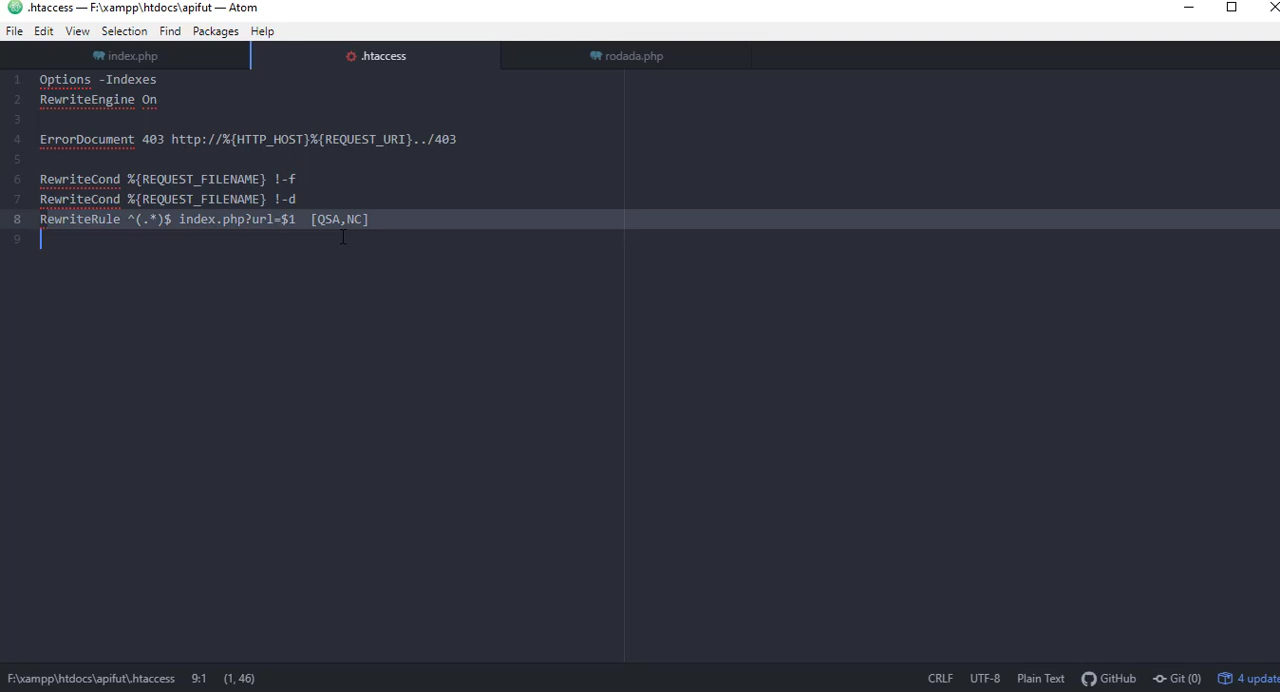 .htaccess — F:\xampp\htdocs\apifut — Atom
File Edit View Selection Find Packages Help
index.php .htaccess rodada.php
1 Options -Indexes
2 RewriteEngine On
3
4 ErrorDocument 403 http://%{HTTP_HOST}%{REQUEST_URI}../403
5
6 RewriteCond %{REQUEST_FILENAME} !-f
7 RewriteCond %{REQUEST_FILENAME} !-d
8 RewriteRule ^(.*)$ index.php?url=$1  [QSA,NC]
9
F:\xampp\htdocs\apifut\.htaccess 9:1 (1, 46) CRLF UTF-8 Plain Text GitHub Git (0) 4 update